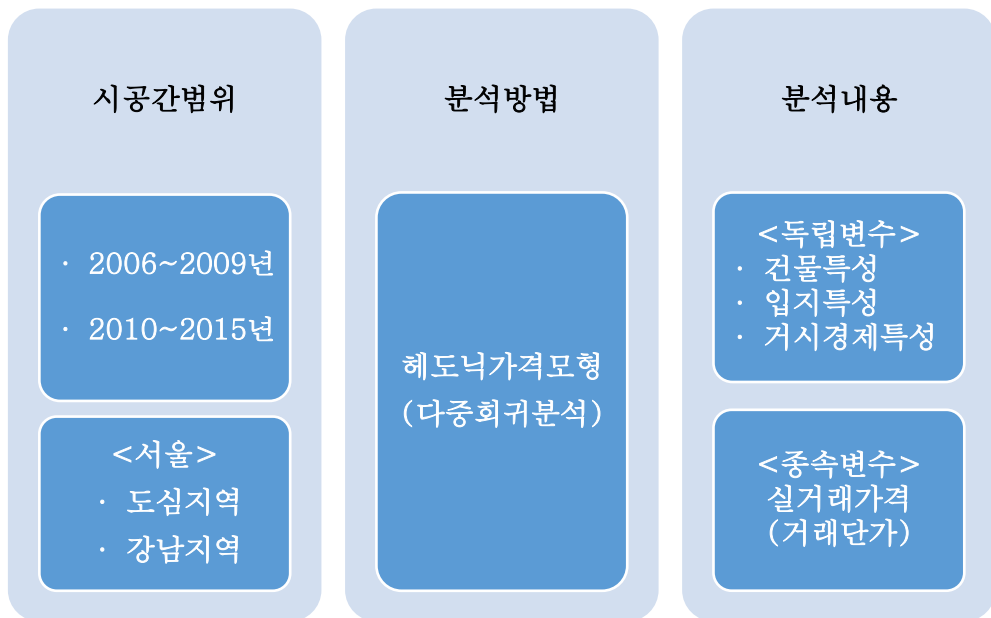 시공간범위
· 2006~2009년
· 2010~2015년
<서울>
· 도심지역
· 강남지역
분석방법
헤도닉가격모형
(다중회귀분석)
분석내용
<독립변수>
· 건물특성
· 입지특성
· 거시경제특성
<종속변수>
실거래가격
(거래단가)